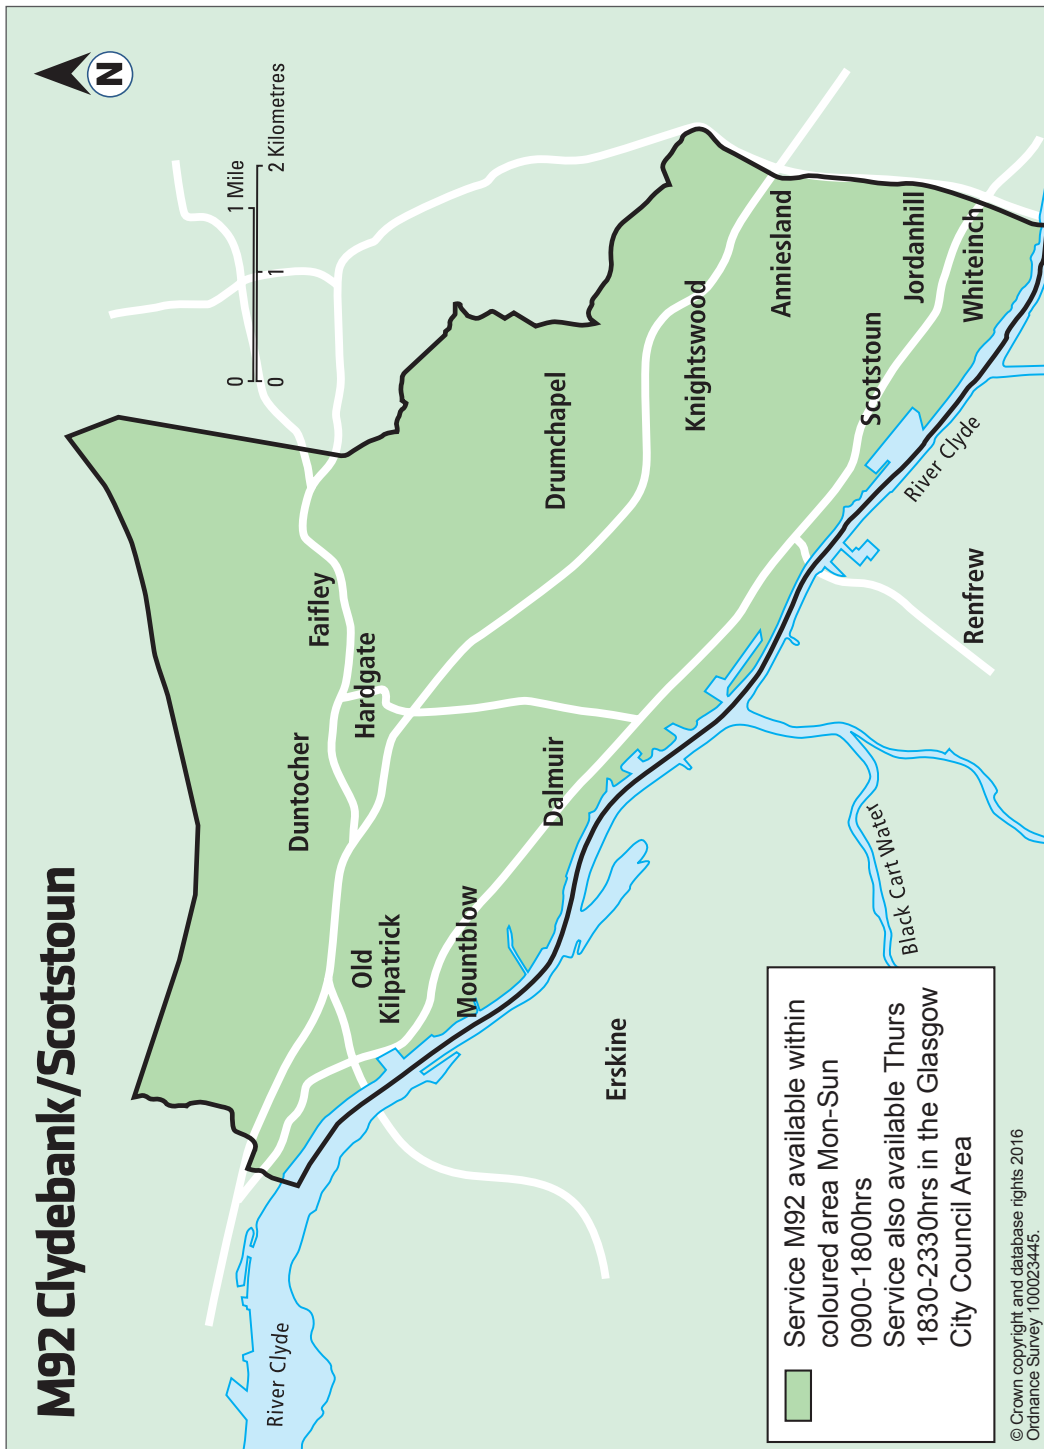 M92 Clydebank/Scotstoun
N
0
1 Mile
0
1
2 Kilometres
Faifley
Duntocher
Hardgate
Old
Kilpatrick
Mountblow
Dalmuir
Drumchapel
Knightswood
Anniesland
Scotstoun
Jordanhill
Whiteinch
River Clyde
River Clyde
Erskine
Renfrew
Black Cart Water
Service M92 available within
coloured area Mon-Sun
0900-1800hrs
Service also available Thurs
1830-2330hrs in the Glasgow
City Council Area
© Crown copyright and database rights 2016
Ordnance Survey 100023445.